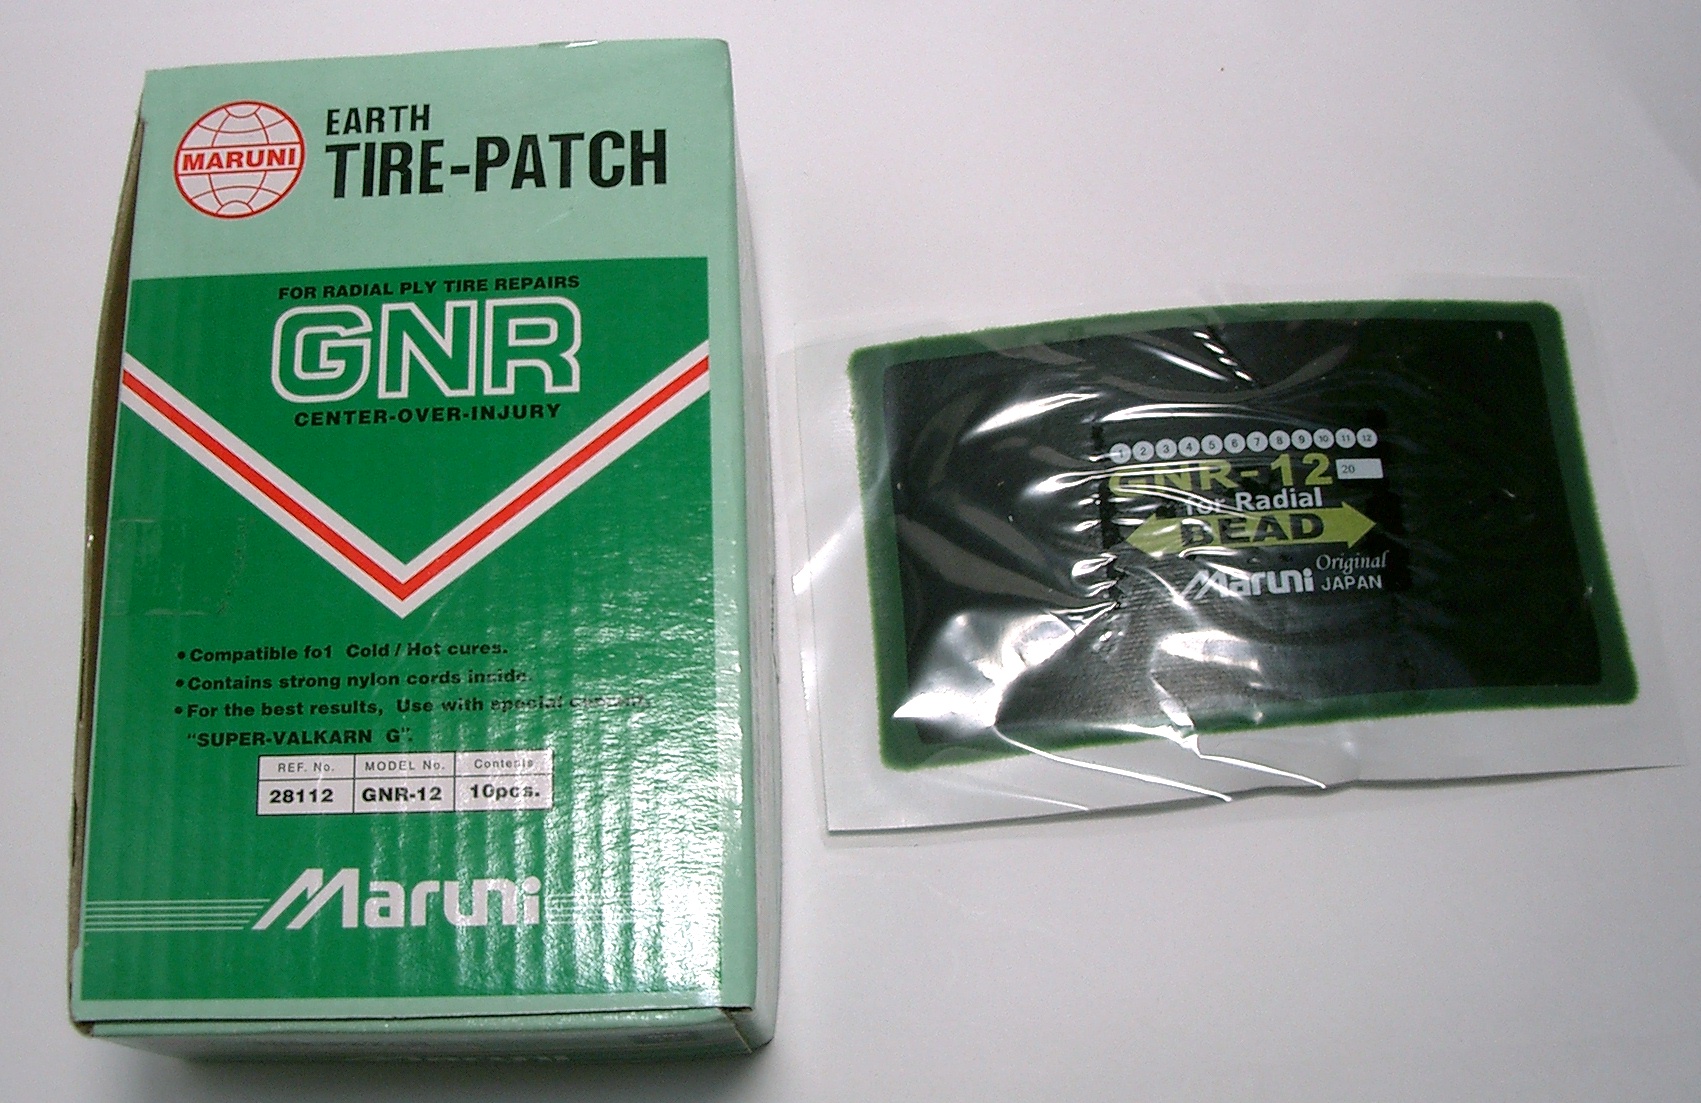 MARUNI
EARTH
TIRE-PATCH
FOR RADIAL PLY TIRE REPAIRS
GNR
CENTER-OVER-INJURY
•Compatible fo1 Cold / Hot cures.
•Contains strong nylon cords inside.
•For the best results, Use with special
"SUPER-VALKARN G".
REF. No. MODEL No. Contents
28112 GNR-12 10pcs.
Maruni
1 2 3 4 5 6 7 8 9 10 11 12
GNR-12 20
for Radial
BEAD
Original
Maruni JAPAN